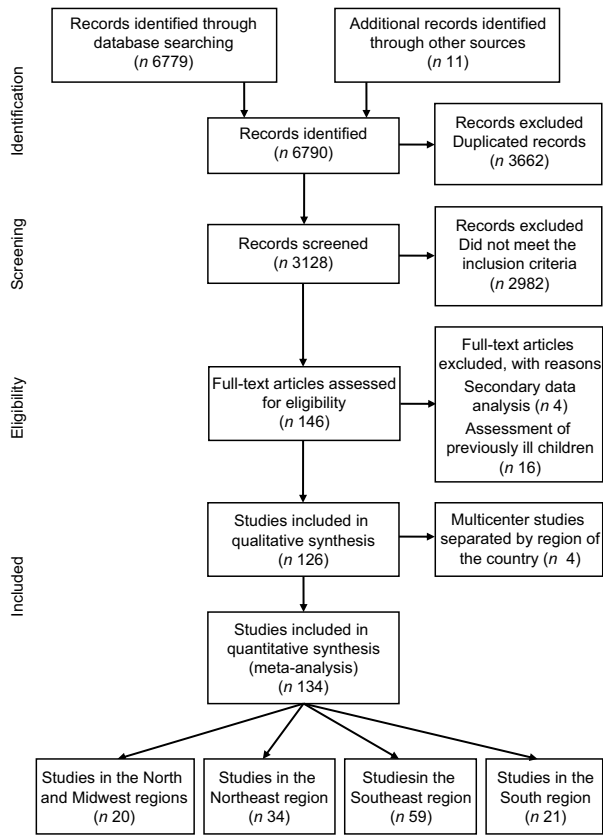 Records identified through
database searching
(n 6779)
Additional records identified
through other sources
(n 11)
Identification
Records identified
(n 6790)
Records excluded
Duplicated records
(n 3662)
Screening
Records screened
(n 3128)
Records excluded
Did not meet the
inclusion criteria
(n 2982)
Eligibility
Full-text articles assessed
for eligibility
(n 146)
Full-text articles
excluded, with reasons
Secondary data
analysis (n 4)
Assessment of
previously ill children
(n 16)
Included
Studies included in
qualitative synthesis
(n 126)
Multicenter studies
separated by region of
the country (n 4)
Studies included in
quantitative synthesis
(meta-analysis)
(n 134)
Studies in the North
and Midwest regions
(n 20)
Studies in the
Northeast region
(n 34)
Studiesin the
Southeast region
(n 59)
Studies in the
South region
(n 21)